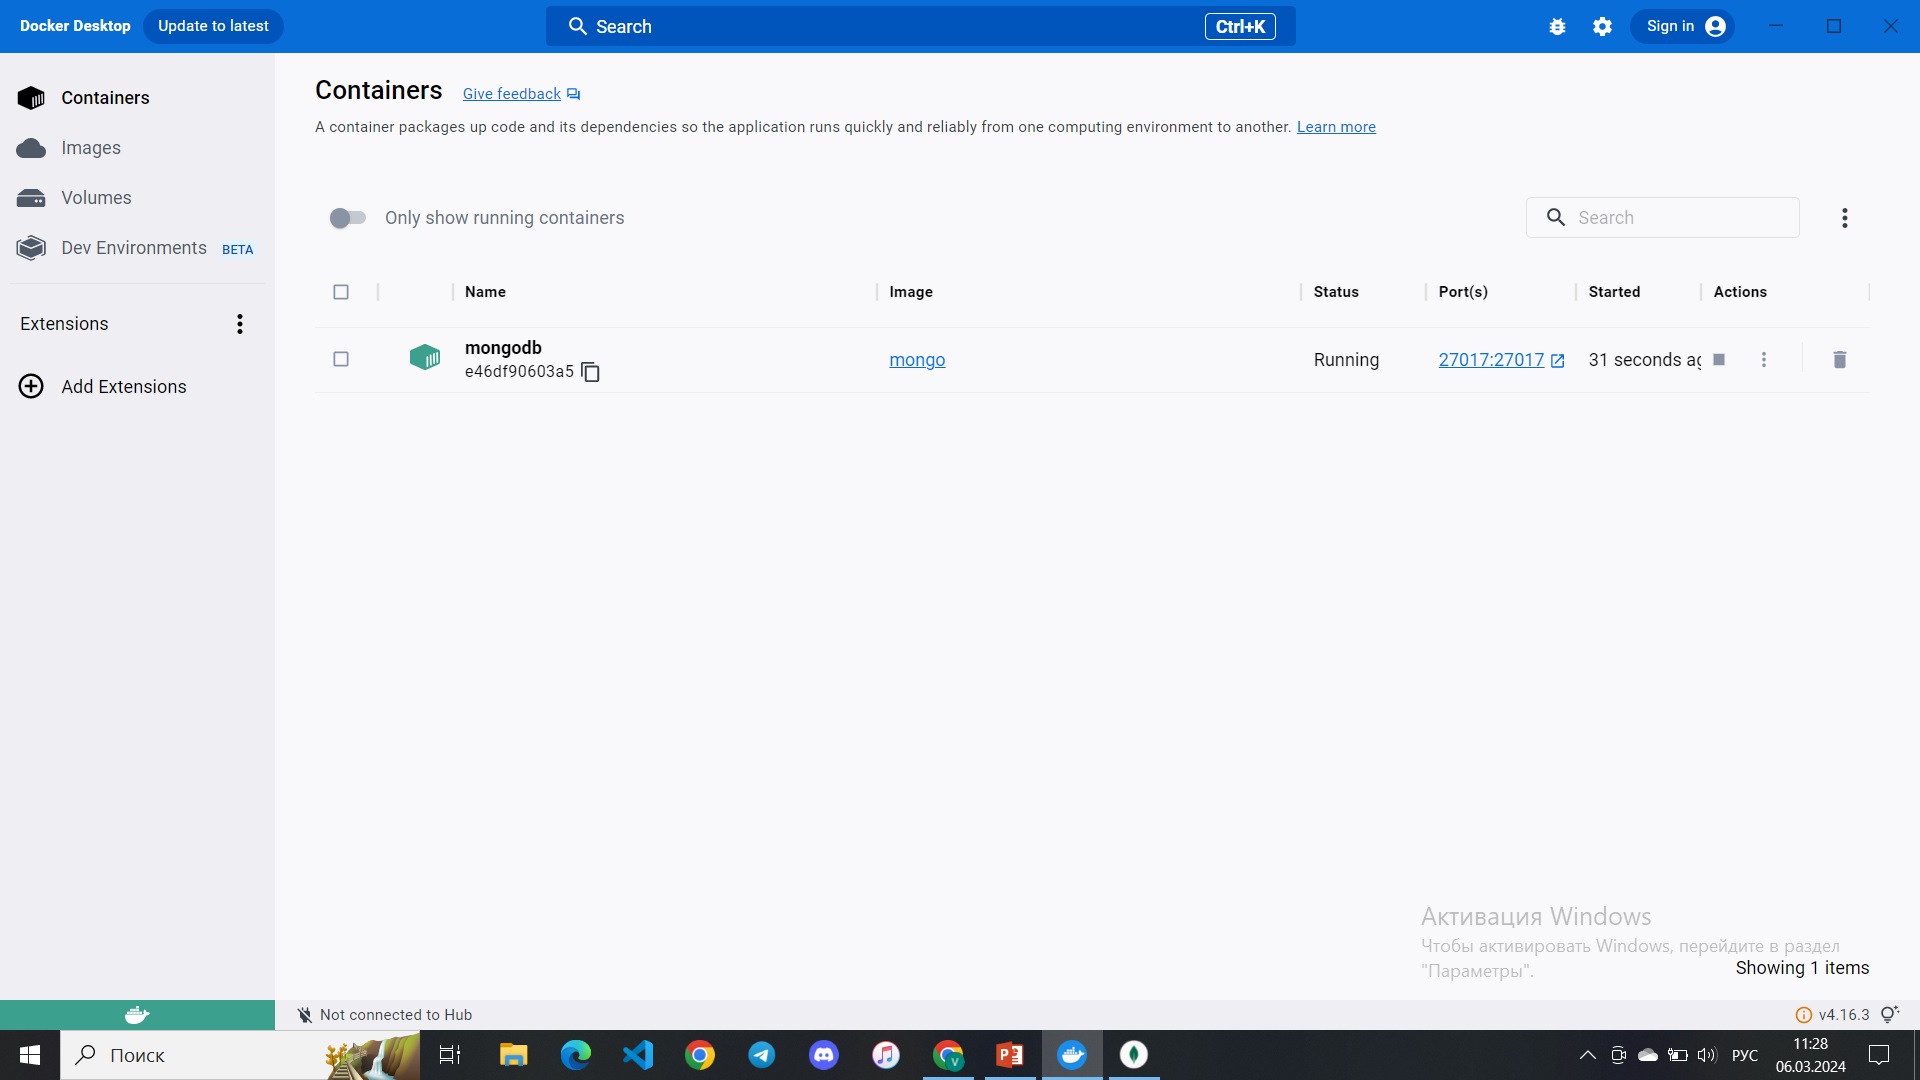 Docker Desktop Update to latest Search Ctrl+K Sign in
Containers
Images
Volumes
Dev Environments BETA
Extensions
Add Extensions
Containers Give feedback
A container packages up code and its dependencies so the application runs quickly and reliably from one computing environment to another. Learn more
Only show running containers Search
Name Image Status Port(s) Started Actions
mongodb
e46df90603a5
mongo Running 27017:27017 31 seconds ag
Активация Windows
Чтобы активировать Windows, перейдите в раздел
"Параметры".
Showing 1 items
Not connected to Hub v4.16.3
Поиск РУС 11:28
06.03.2024